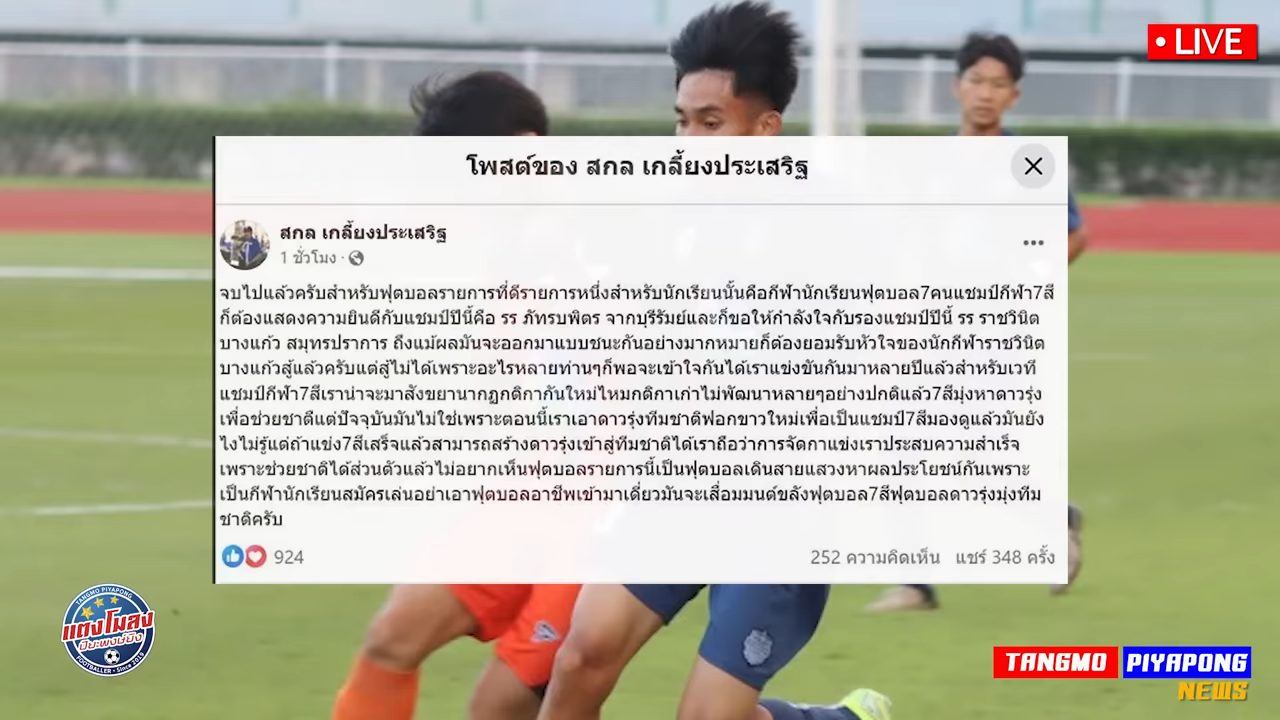 LIVE
โพสต์ของ สกล เกลี้ยงประเสริฐ
สกล เกลี้ยงประเสริฐ
1 ชั่วโมง
จบไปแล้วครับสำหรับฟุตบอลรายการที่ดีรายการหนึ่งสำหรับนักเรียนนั้นคือกีฬานักเรียนฟุตบอล7คนแชมป์กีฬา7สี
ก็ต้องแสดงความยินดีกับแชมป์ปีนี้คือ รร ภัทรบพิตร จากบุรีรัมย์และก็ขอให้กำลังใจกับรองแชมป์ปีนี้ รร ราชวินิต
บางแก้ว สมุทรปราการ ถึงแม้ผลมันจะออกมาแบบชนะกันอย่างมากหมายก็ต้องยอมรับหัวใจของนักกีฬาราชวินิต
บางแก้วสู้แล้วครับแต่สู้ไม่ได้เพราะอะไรหลายท่านๆก็พอจะเข้าใจกันได้เราแข่งขันกันมาหลายปีแล้วสำหรับเวที
แชมป์กีฬา7สีเราน่าจะมาสังขยานากฏกติกากันใหม่ไหมกติกาเก่าไม่พัฒนาหลายๆอย่างปกติแล้ว7สีมุ่งหาดาวรุ่ง
เพื่อช่วยชาติแต่ปัจจุบันมันไม่ใช่เพราะตอนนี้เราเอาดาวรุ่งทีมชาติฟอกขาวใหม่เพื่อเป็นแชมป์7สีมองดูแล้วมันยัง
ไงไม่รู้แต่ถ้าแข่ง7สีเสร็จแล้วสามารถสร้างดาวรุ่งเข้าสู่ทีมชาติได้เราถือว่าการจัดกาแข่งเราประสบความสำเร็จ
เพราะช่วยชาติได้ส่วนตัวแล้วไม่อยากเห็นฟุตบอลรายการนี้เป็นฟุตบอลเดินสายแสวงหาผลประโยชน์กันเพราะ
เป็นกีฬานักเรียนสมัครเล่นอย่าเอาฟุตบอลอาชีพเข้ามาเดี่ยวมันจะเสื่อมมนต์ขลังฟุตบอล7สีฟุตบอลดาวรุ่งมุ่งทีม
ชาติครับ
924
252 ความคิดเห็น แชร์ 348 ครั้ง
TANGMO PIYAPONG
แตงโมลง
ปิยะพงษ์ยิง
FOOTBALLER • Since 2019
TANGMO PIYAPONG
NEWS